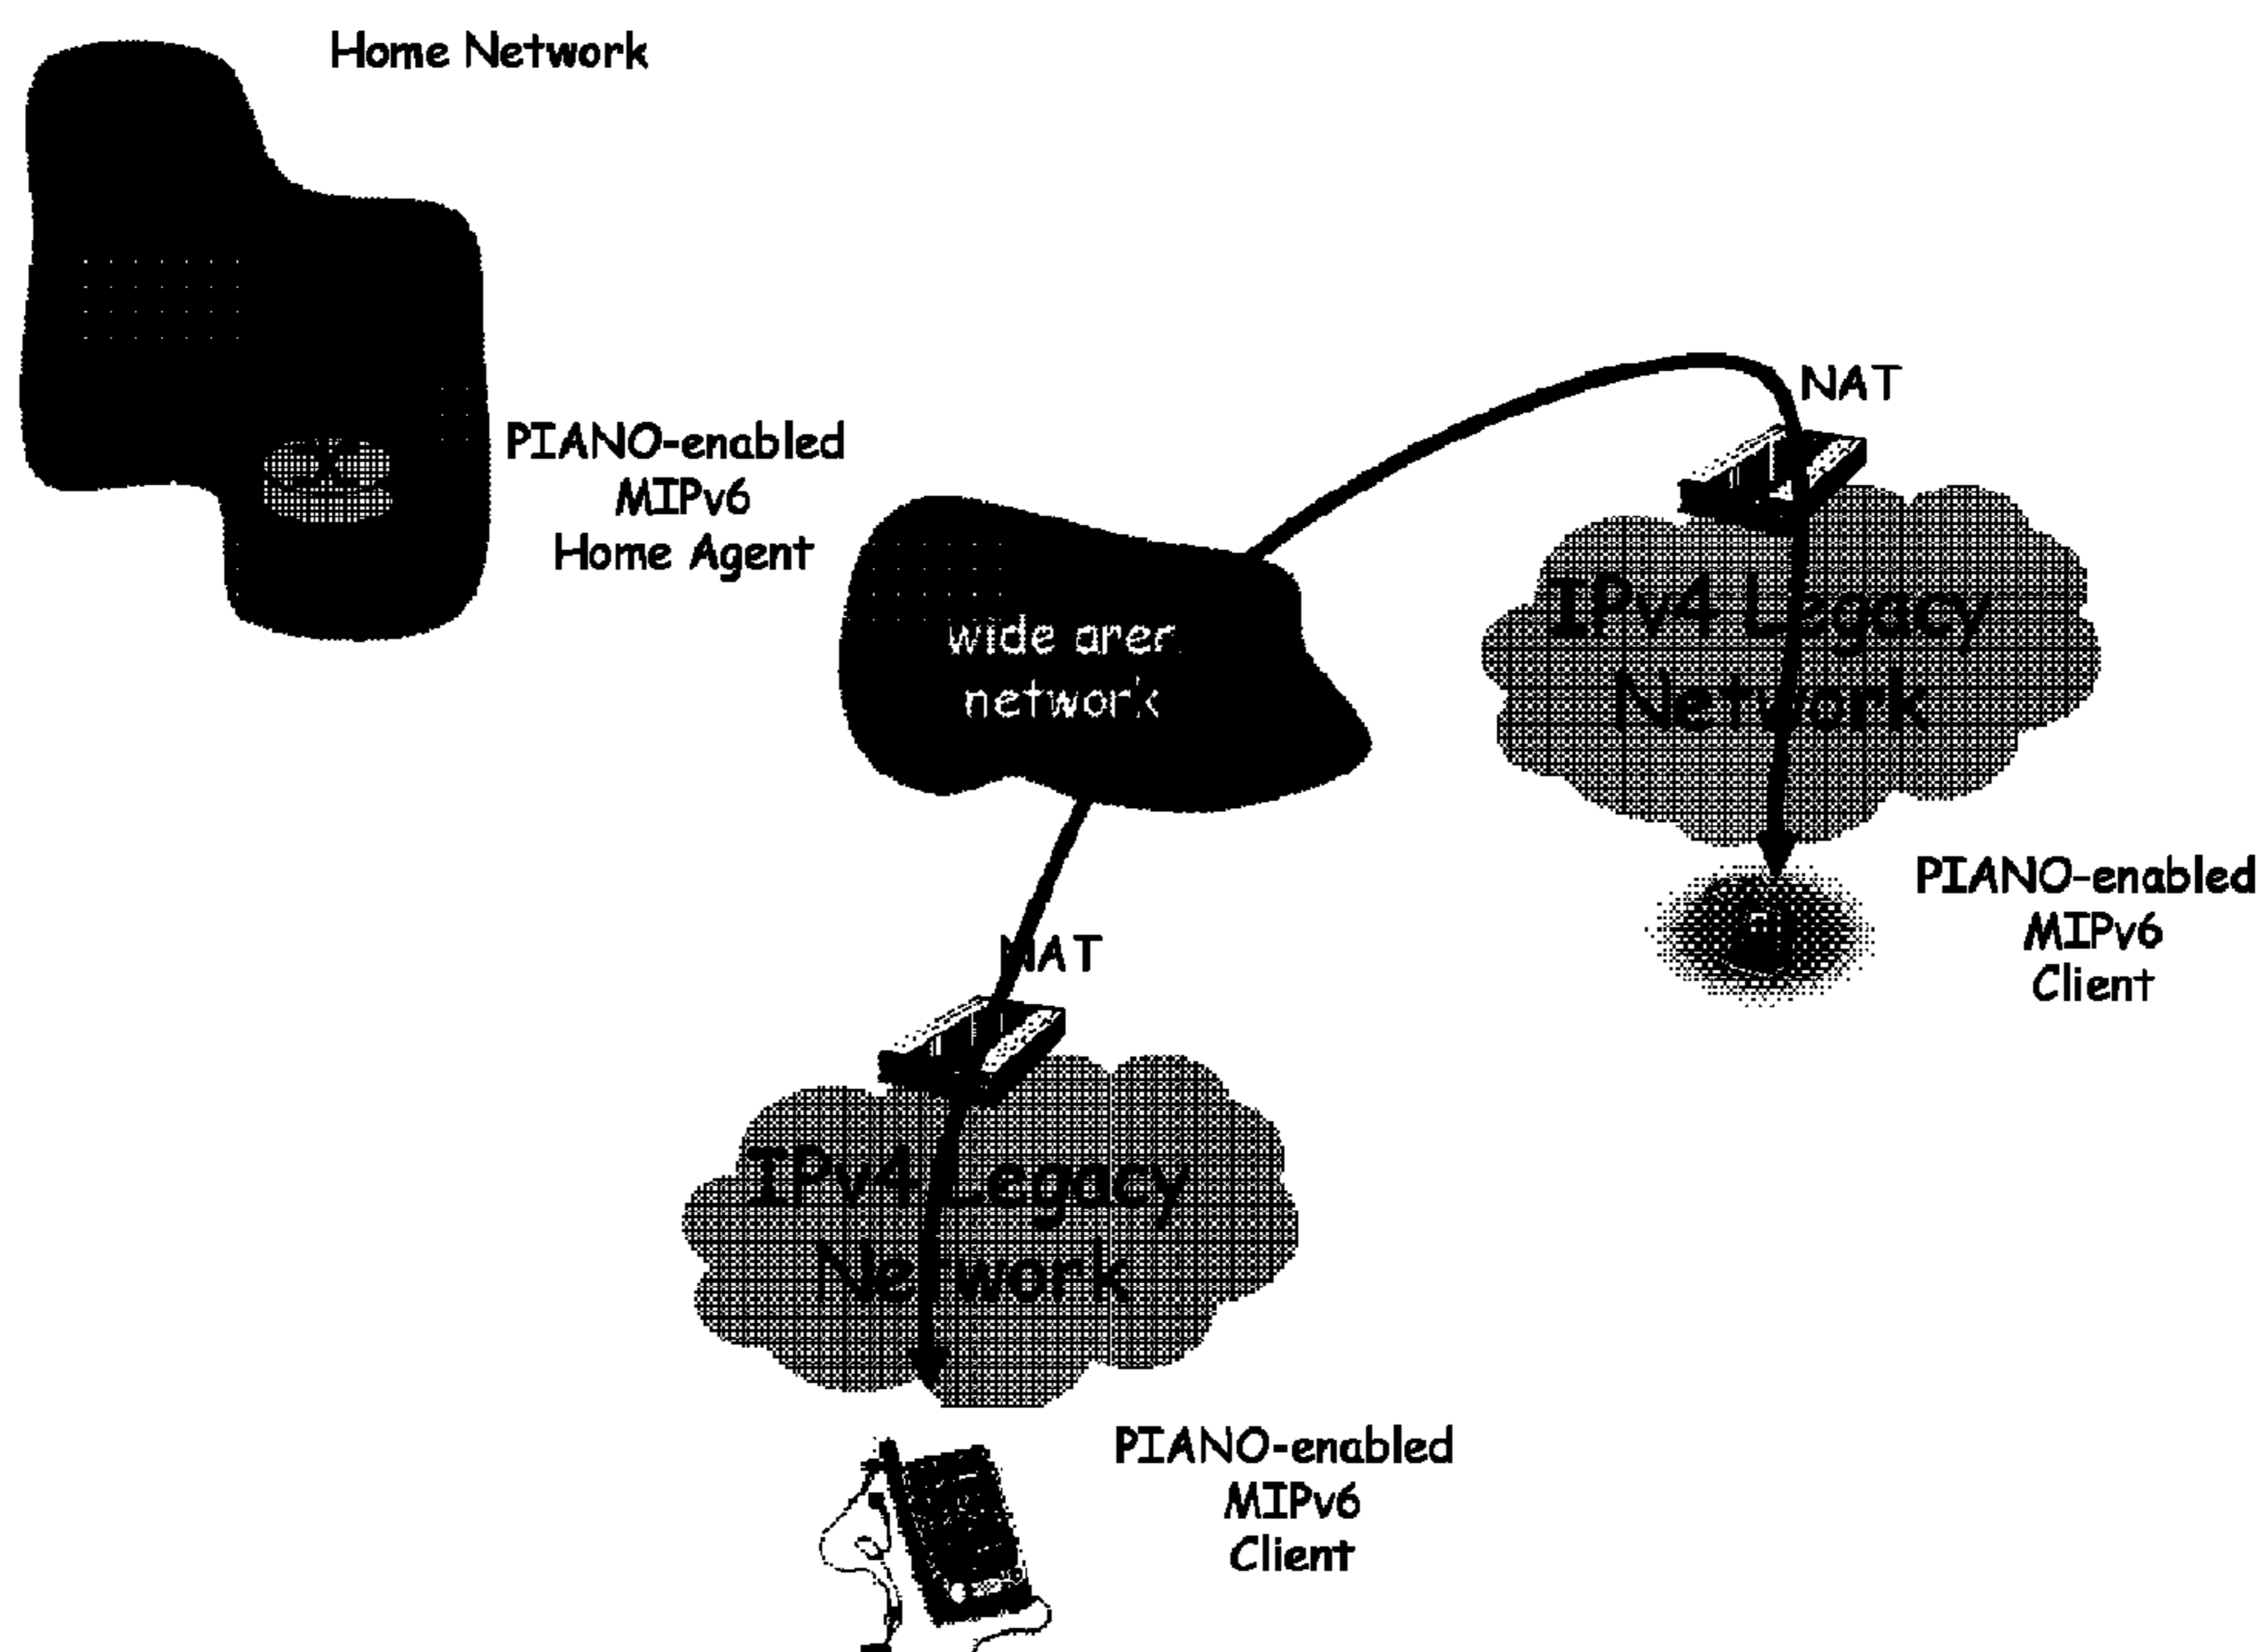 Home Network
PIANO-enabled
MIPv6
Home Agent
NAT
wide area
network
IPv4 Legacy
Network
PIANO-enabled
MIPv6
Client
NAT
IPv4 Legacy
Network
PIANO-enabled
MIPv6
Client